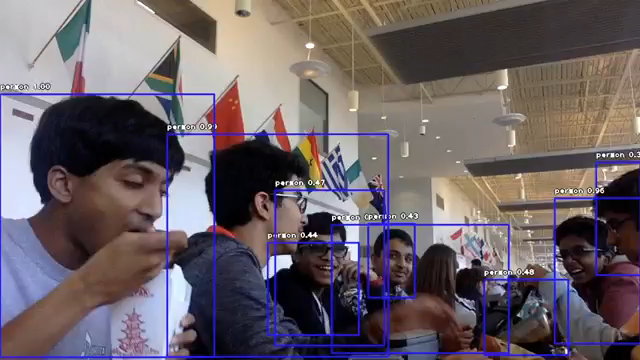 person 1.00
person 0.99
person 0.47
person 0.43
person 0.44
person 0.48
person 0.96